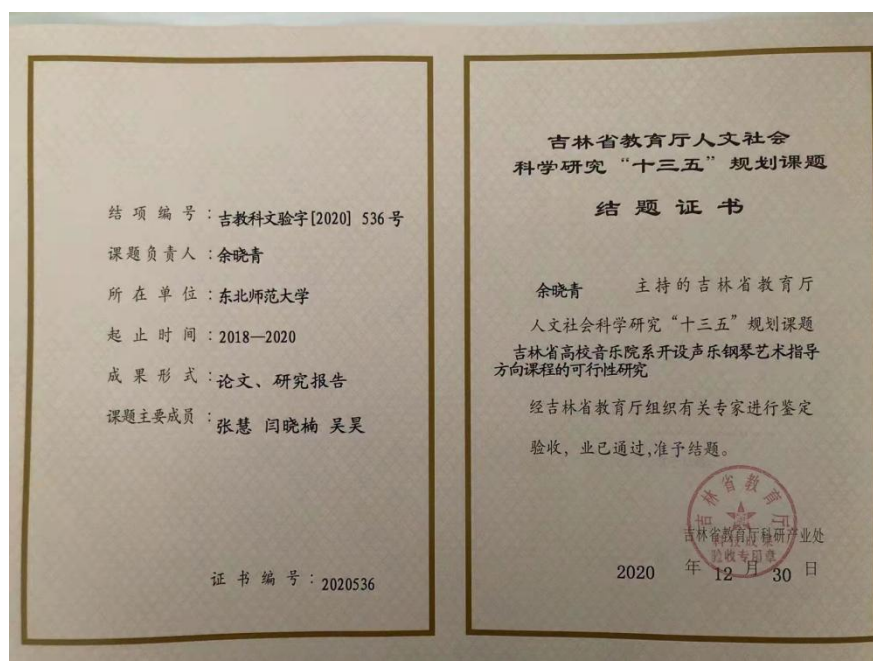 结项编号：吉教科文验字[2020] 536号
课题负责人：余晓青
所在单位：东北师范大学
起止时间：2018—2020
成果形式：论文、研究报告
课题主要成员：张慧 闫晓楠 吴昊
证书编号：2020536
吉林省教育厅人文社会
科学研究“十三五”规划课题
结题证书
余晓青 主持的吉林省教育厅
人文社会科学研究“十三五”规划课题
吉林省高校音乐院系开设声乐钢琴艺术指导
方向课程的可行性研究
经吉林省教育厅组织有关专家进行鉴定
验收，业已通过,准予结题。
吉林省教育厅
科技成果
验收专用章
吉林省教育厅科研产业处
2020 年 12 月 30 日